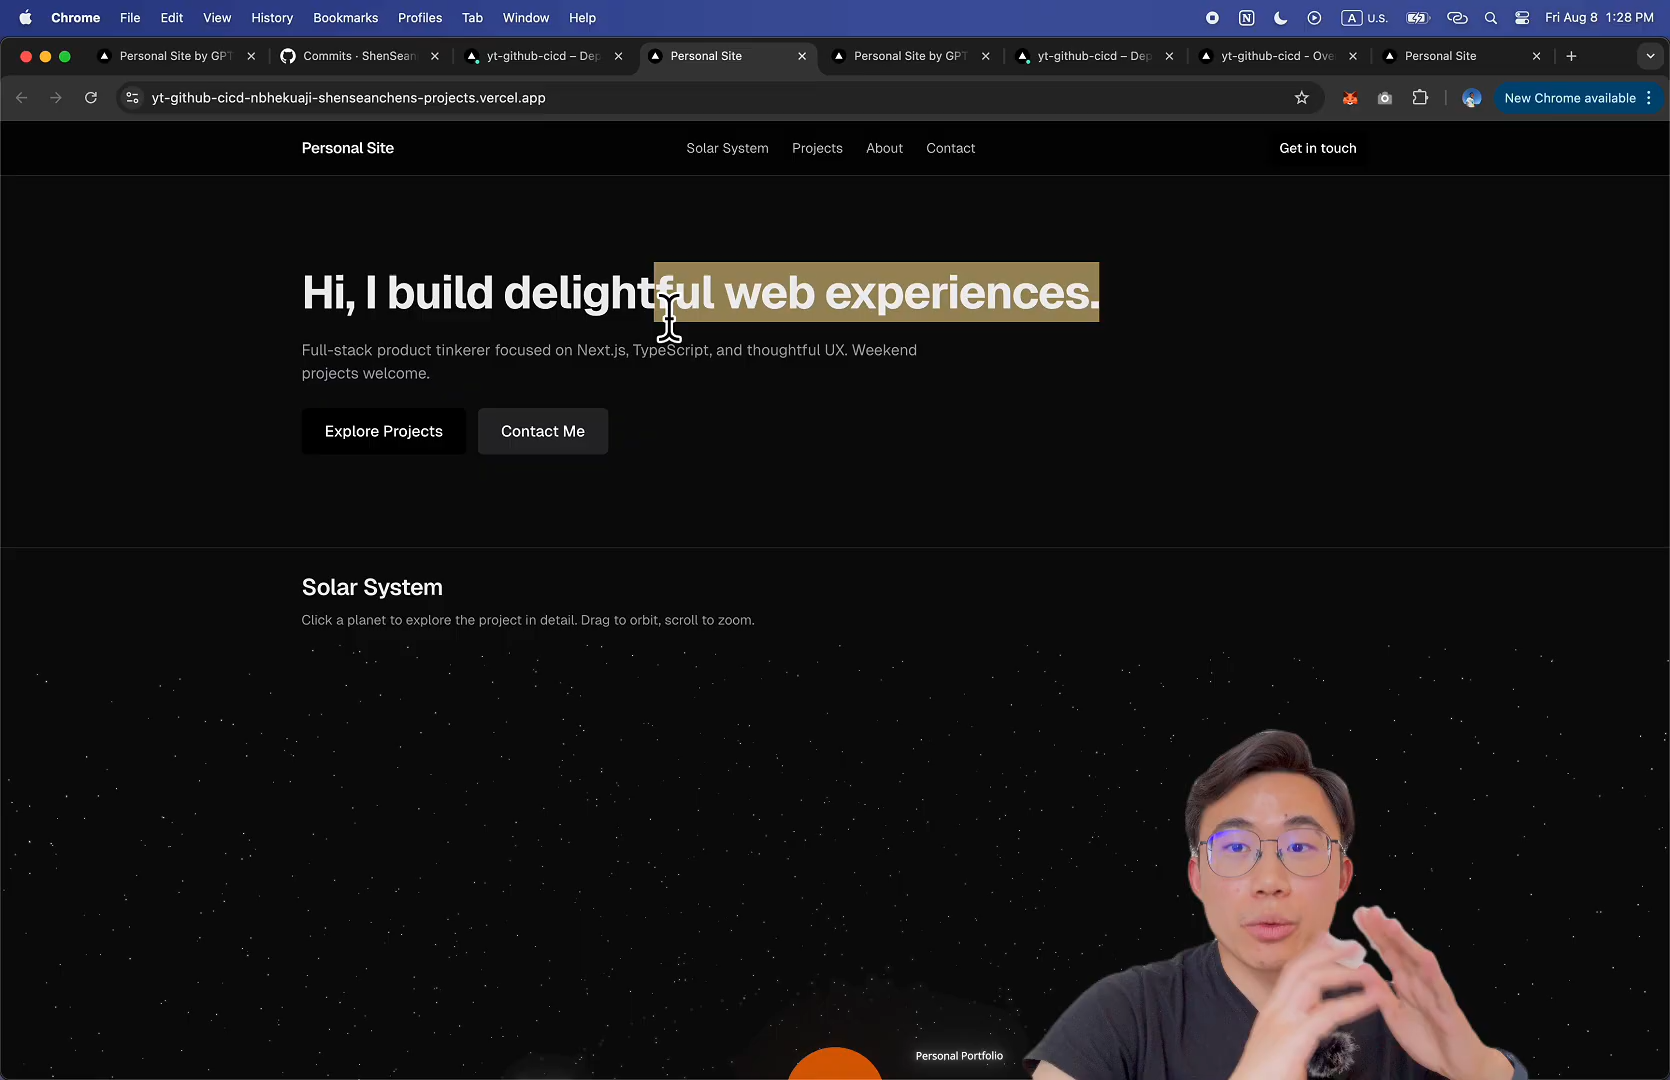 Chrome File Edit View History Bookmarks Profiles Tab Window Help A U.S. Fri Aug 8 1:28 PM
Personal Site by GPT Commits · ShenSean yt-github-cicd – Dep Personal Site Personal Site by GPT yt-github-cicd – Dep yt-github-cicd - Ove Personal Site
yt-github-cicd-nbhekuaji-shenseanchens-projects.vercel.app New Chrome available
Personal Site Solar System Projects About Contact Get in touch
Hi, I build delightful web experiences.
Full-stack product tinkerer focused on Next.js, TypeScript, and thoughtful UX. Weekend
projects welcome.
Explore Projects Contact Me
Solar System
Click a planet to explore the project in detail. Drag to orbit, scroll to zoom.
Personal Portfolio